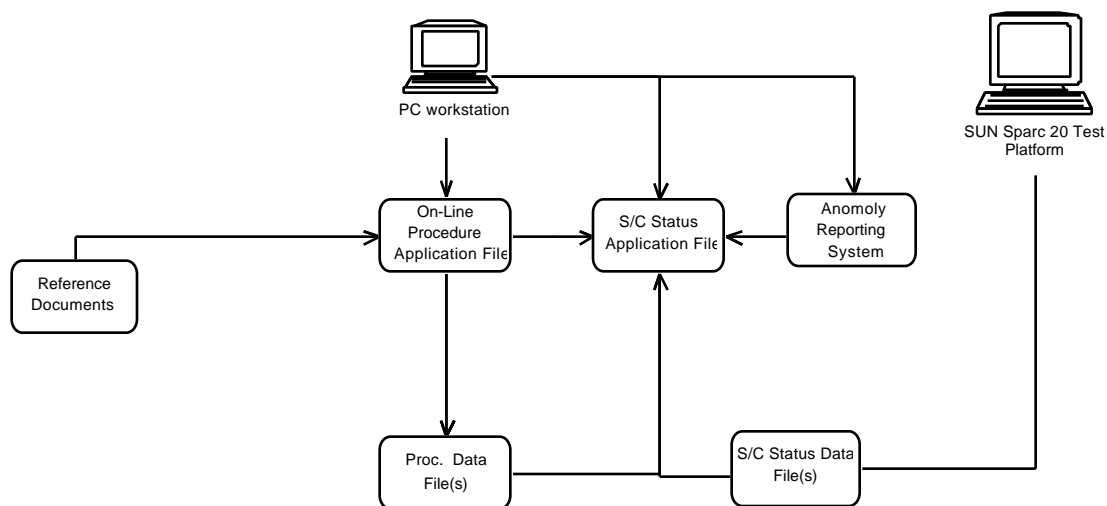 PC workstation
SUN Sparc 20 Test
Platform
On-Line
Procedure
Application File
S/C Status
Application File
Anomoly
Reporting
System
Reference
Documents
Proc. Data
File(s)
S/C Status Data
File(s)